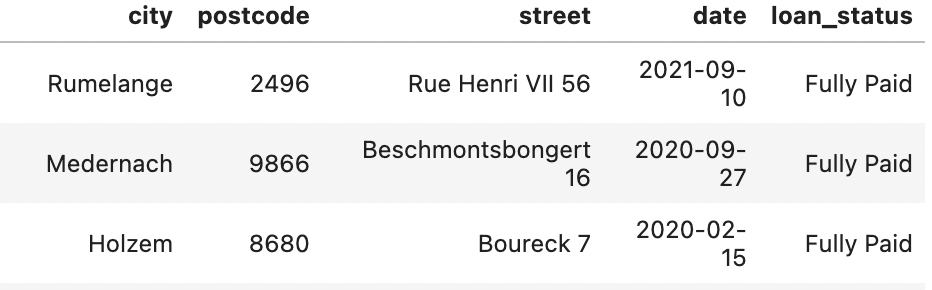 city postcode street date loan_status
Rumelange 2496 Rue Henri VII 56 2021-09-
10 Fully Paid
Medernach 9866 Beschmontsbongert
16 2020-09-
27 Fully Paid
Holzem 8680 Boureck 7 2020-02-
15 Fully Paid